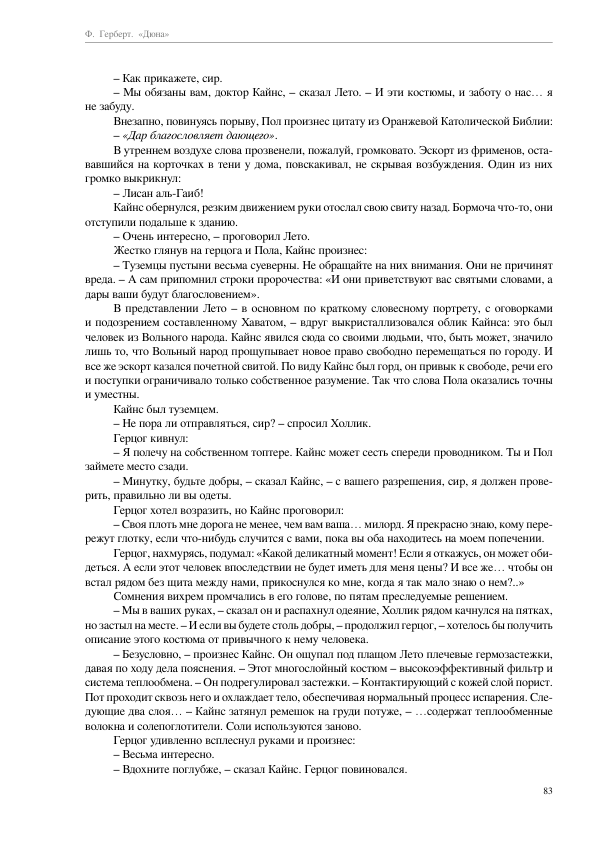 Ф. Герберт. «Дюна»
– Как прикажете, сир.
– Мы обязаны вам, доктор Кайнс, – сказал Лето. – И эти костюмы, и заботу о нас… я
не забуду.
Внезапно, повинуясь порыву, Пол произнес цитату из Оранжевой Католической Библии:
– «Дар благословляет дающего».
В утреннем воздухе слова прозвенели, пожалуй, громковато. Эскорт из фрименов, оста-
вавшийся на корточках в тени у дома, повскакивал, не скрывая возбуждения. Один из них
громко выкрикнул:
– Лисан аль-Гаиб!
Кайнс обернулся, резким движением руки отослал свою свиту назад. Бормоча что-то, они
отступили подальше к зданию.
– Очень интересно, – проговорил Лето.
Жестко глянув на герцога и Пола, Кайнс произнес:
– Туземцы пустыни весьма суеверны. Не обращайте на них внимания. Они не причинят
вреда. – А сам припомнил строки пророчества: «И они приветствуют вас святыми словами, а
дары ваши будут благословением».
В представлении Лето – в основном по краткому словесному портрету, с оговорками
и подозрением составленному Хаватом, – вдруг выкристаллизовался облик Кайнса: это был
человек из Вольного народа. Кайнс явился сюда со своими людьми, что, быть может, значило
лишь то, что Вольный народ прощупывает новое право свободно перемещаться по городу. И
все же эскорт казался почетной свитой. По виду Кайнс был горд, он привык к свободе, речи его
и поступки ограничивало только собственное разумение. Так что слова Пола оказались точны
и уместны.
Кайнс был туземцем.
– Не пора ли отправляться, сир? – спросил Холлик.
Герцог кивнул:
– Я полечу на собственном топтере. Кайнс может сесть спереди проводником. Ты и Пол
займете место сзади.
– Минутку, будьте добры, – сказал Кайнс, – с вашего разрешения, сир, я должен прове-
рить, правильно ли вы одеты.
Герцог хотел возразить, но Кайнс проговорил:
– Своя плоть мне дорога не менее, чем вам ваша… милорд. Я прекрасно знаю, кому пере-
режут глотку, если что-нибудь случится с вами, пока вы оба находитесь на моем попечении.
Герцог, нахмурясь, подумал: «Какой деликатный момент! Если я откажусь, он может оби-
деться. А если этот человек впоследствии не будет иметь для меня цены? И все же… чтобы он
встал рядом без щита между нами, прикоснулся ко мне, когда я так мало знаю о нем?..»
Сомнения вихрем промчались в его голове, по пятам преследуемые решением.
– Мы в ваших руках, – сказал он и распахнул одеяние, Холлик рядом качнулся на пятках,
но застыл на месте. – И если вы будете столь добры, – продолжил герцог, – хотелось бы получить
описание этого костюма от привычного к нему человека.
– Безусловно, – произнес Кайнс. Он ощупал под плащом Лето плечевые гермозастежки,
давая по ходу дела пояснения. – Этот многослойный костюм – высокоэффективный фильтр и
система теплообмена. – Он подрегулировал застежки. – Контактирующий с кожей слой порист.
Пот проходит сквозь него и охлаждает тело, обеспечивая нормальный процесс испарения. Сле-
дующие два слоя… – Кайнс затянул ремешок на груди потуже, – …содержат теплообменные
волокна и солепоглотители. Соли используются заново.
Герцог удивленно всплеснул руками и произнес:
– Весьма интересно.
– Вдохните поглубже, – сказал Кайнс. Герцог повиновался.
83